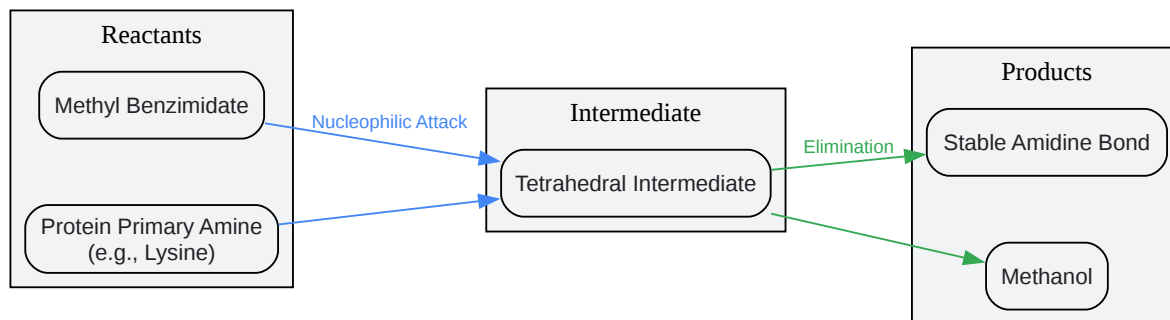 Reactants
Methyl Benzimidate
Protein Primary Amine
(e.g., Lysine)
Nucleophilic Attack
Intermediate
Tetrahedral Intermediate
Elimination
Products
Stable Amidine Bond
Methanol